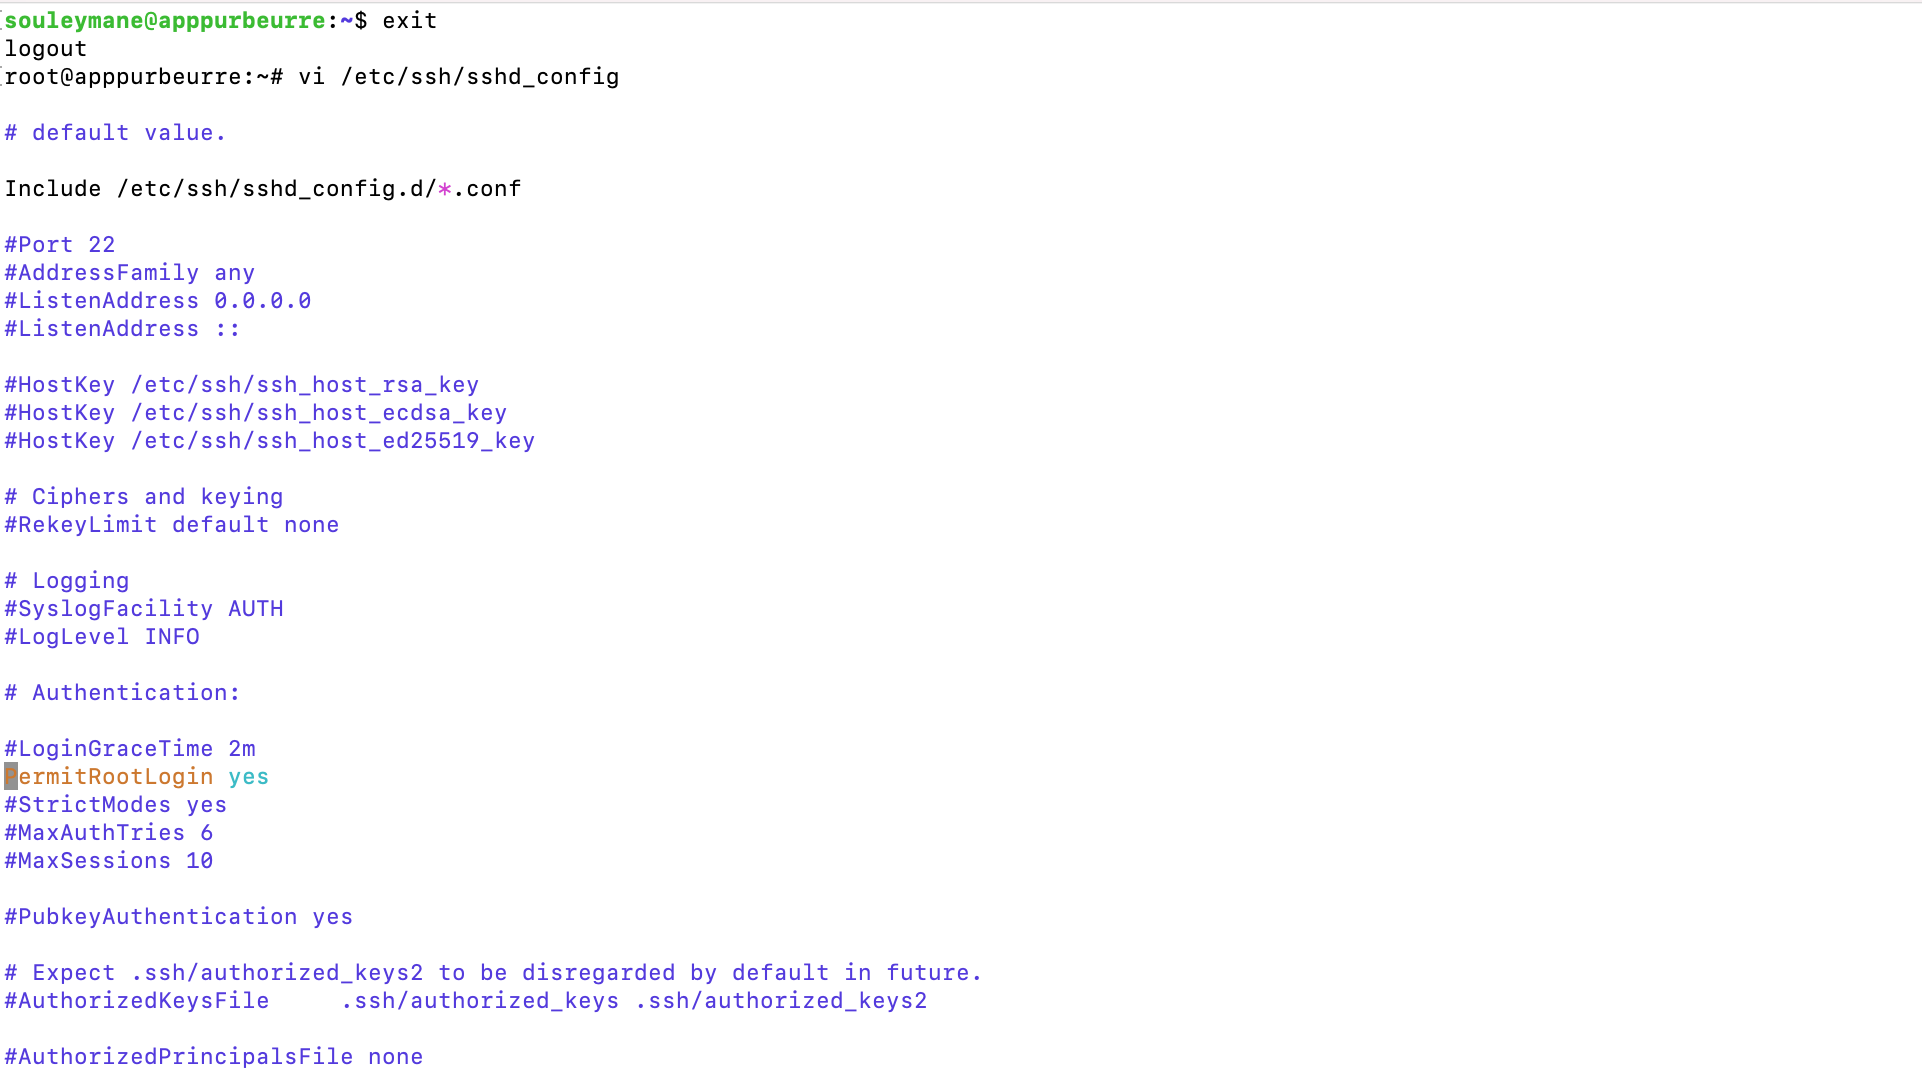 souleymane@apppurbeurre:~$ exit
logout
root@apppurbeurre:~# vi /etc/ssh/sshd_config
# default value.
Include /etc/ssh/sshd_config.d/*.conf
#Port 22
#AddressFamily any
#ListenAddress 0.0.0.0
#ListenAddress ::
#HostKey /etc/ssh/ssh_host_rsa_key
#HostKey /etc/ssh/ssh_host_ecdsa_key
#HostKey /etc/ssh/ssh_host_ed25519_key
# Ciphers and keying
#RekeyLimit default none
# Logging
#SyslogFacility AUTH
#LogLevel INFO
# Authentication:
#LoginGraceTime 2m
PermitRootLogin yes
#StrictModes yes
#MaxAuthTries 6
#MaxSessions 10
#PubkeyAuthentication yes
# Expect .ssh/authorized_keys2 to be disregarded by default in future.
#AuthorizedKeysFile     .ssh/authorized_keys .ssh/authorized_keys2
#AuthorizedPrincipalsFile none